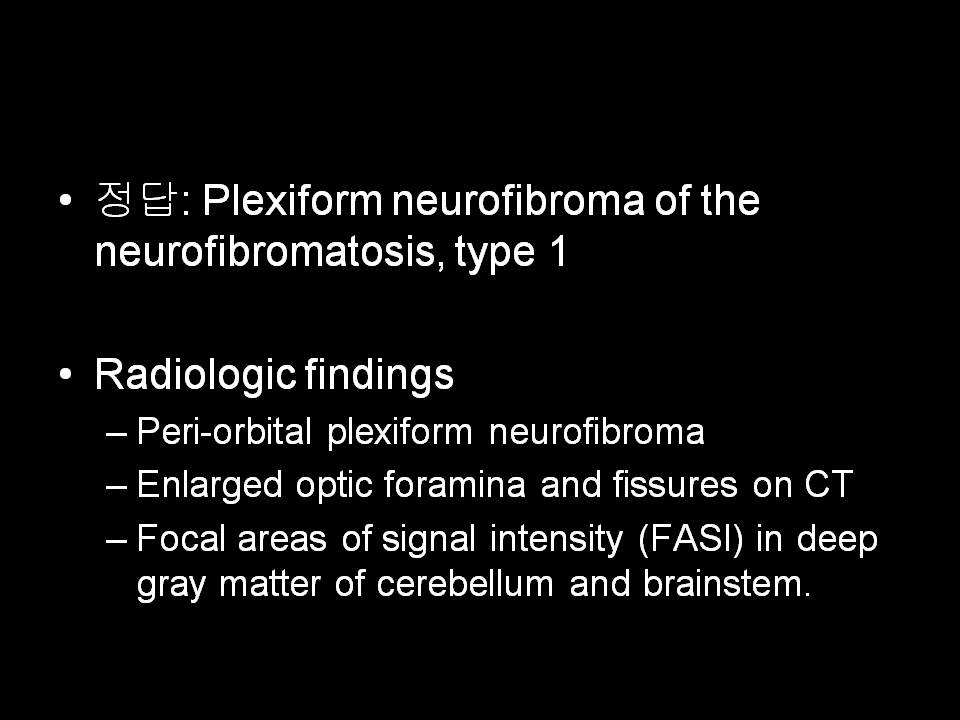 • 정답: Plexiform neurofibroma of the
neurofibromatosis, type 1
• Radiologic findings
– Peri-orbital plexiform neurofibroma
– Enlarged optic foramina and fissures on CT
– Focal areas of signal intensity (FASI) in deep
gray matter of cerebellum and brainstem.